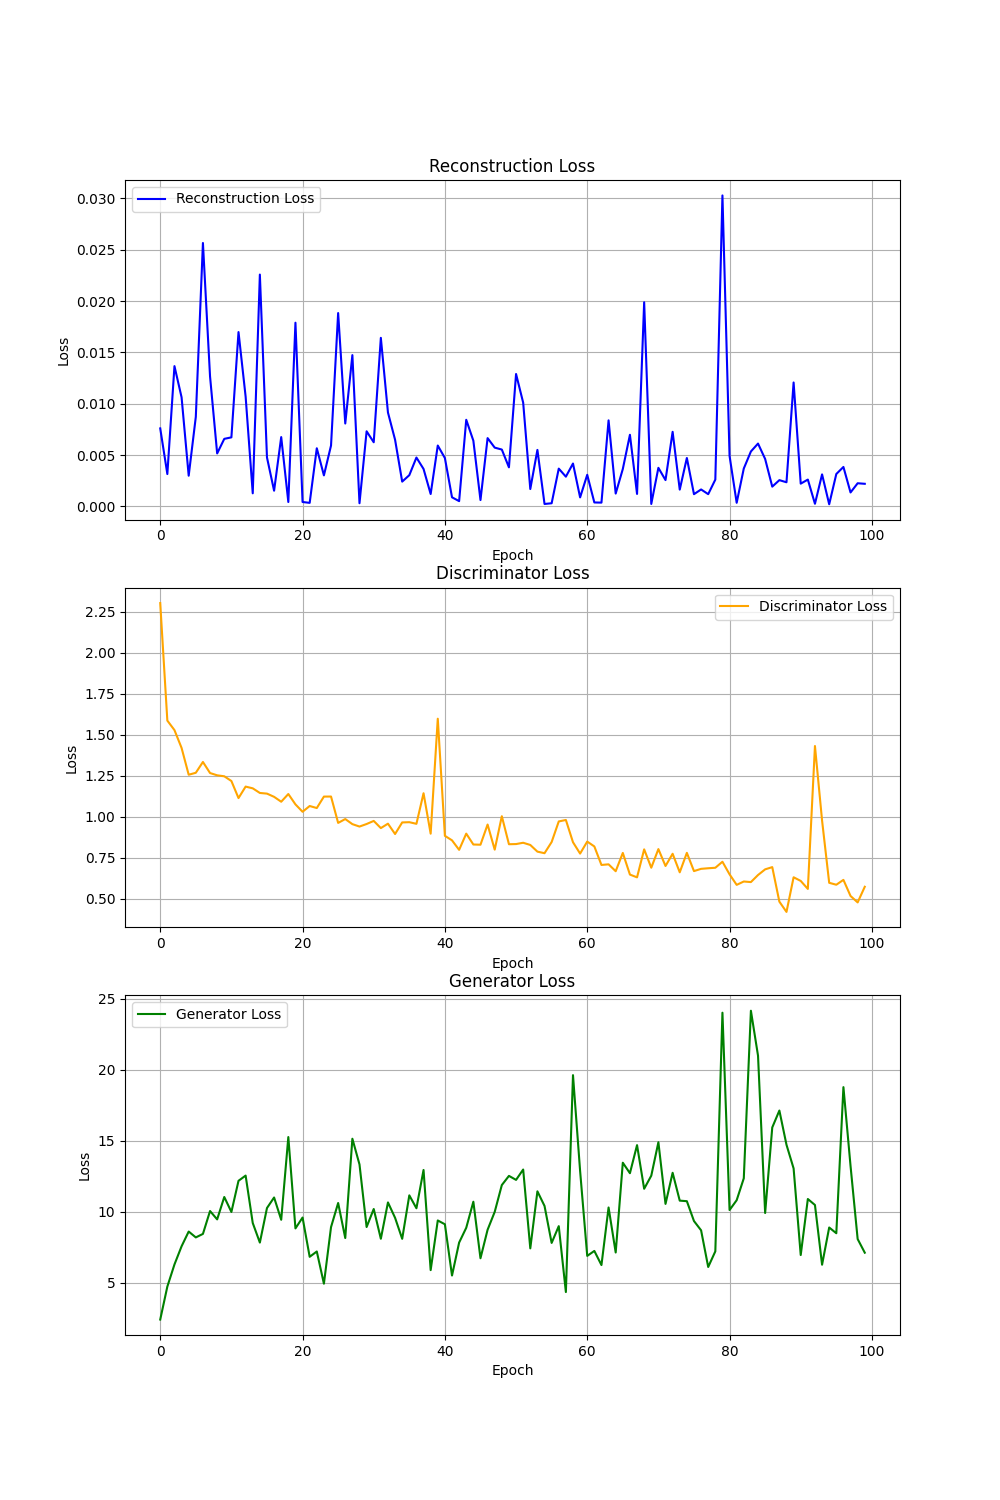 Reconstruction Loss
Reconstruction Loss
0.030
0.025
0.020
0.015
0.010
0.005
0.000
Loss
0 20 40 60 80 100
Epoch
Discriminator Loss
Discriminator Loss
2.25
2.00
1.75
1.50
1.25
1.00
0.75
0.50
Loss
0 20 40 60 80 100
Epoch
Generator Loss
Generator Loss
25
20
15
10
5
Loss
0 20 40 60 80 100
Epoch